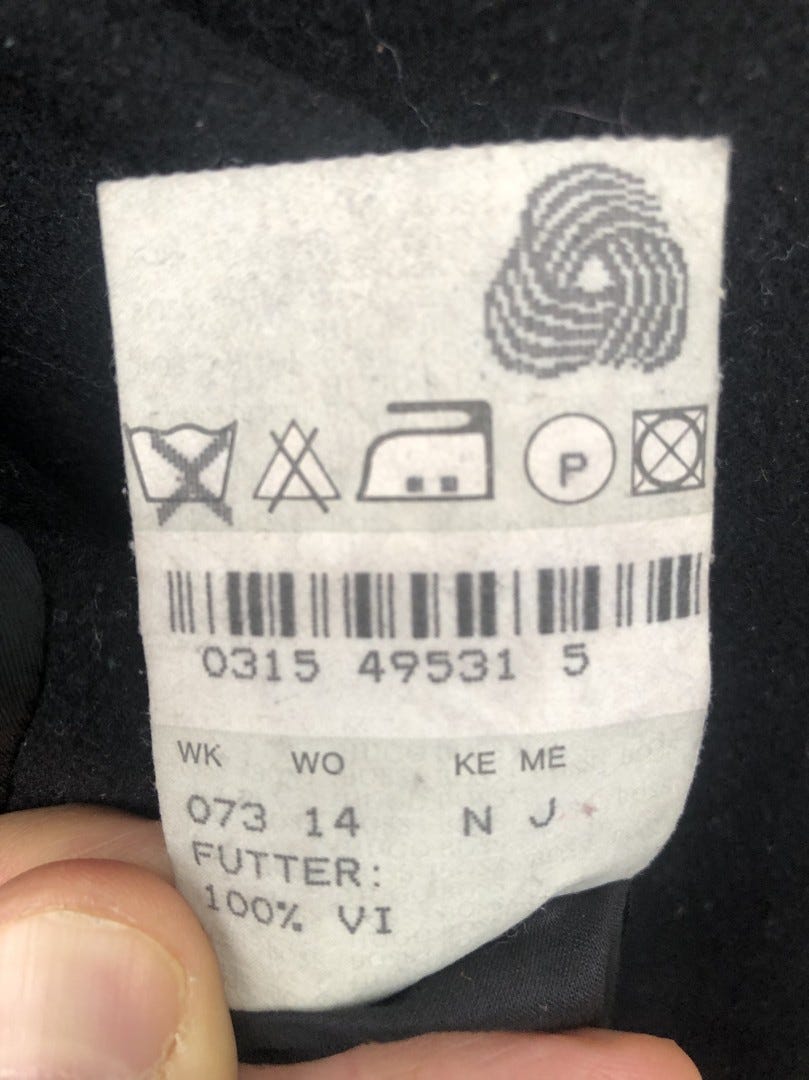 P
0315 49531 5
WK WO KE ME
073 14 N J
FUTTER:
100% VI